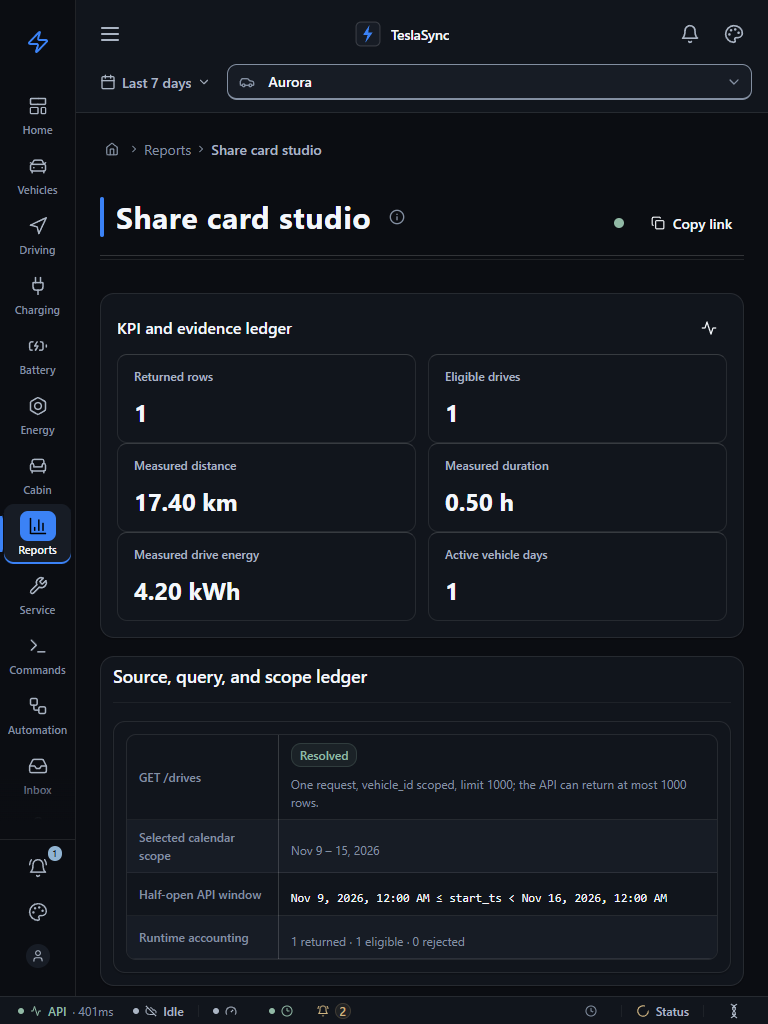 TeslaSync
Last 7 days
Aurora
Home
Vehicles
Driving
Charging
Battery
Energy
Cabin
Reports
Service
Commands
Automation
Inbox
1
Reports
Share card studio
Share card studio
Copy link
KPI and evidence ledger
Returned rows
1
Eligible drives
1
Measured distance
17.40 km
Measured duration
0.50 h
Measured drive energy
4.20 kWh
Active vehicle days
1
Source, query, and scope ledger
GET /drives
Resolved
One request, vehicle_id scoped, limit 1000; the API can return at most 1000
rows.
Selected calendar
scope
Nov 9 – 15, 2026
Half-open API window
Nov 9, 2026, 12:00 AM ≤ start_ts < Nov 16, 2026, 12:00 AM
Runtime accounting
1 returned · 1 eligible · 0 rejected
API · 401ms
Idle
2
Status